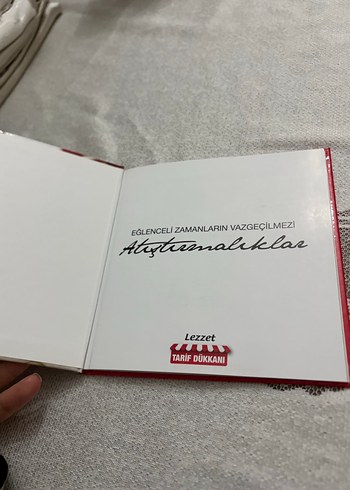 EĞLENCELİ ZAMANLARIN VAZGEÇİLMEZİ
Atıştırmalıklar
Lezzet
TARİF DÜKKANI